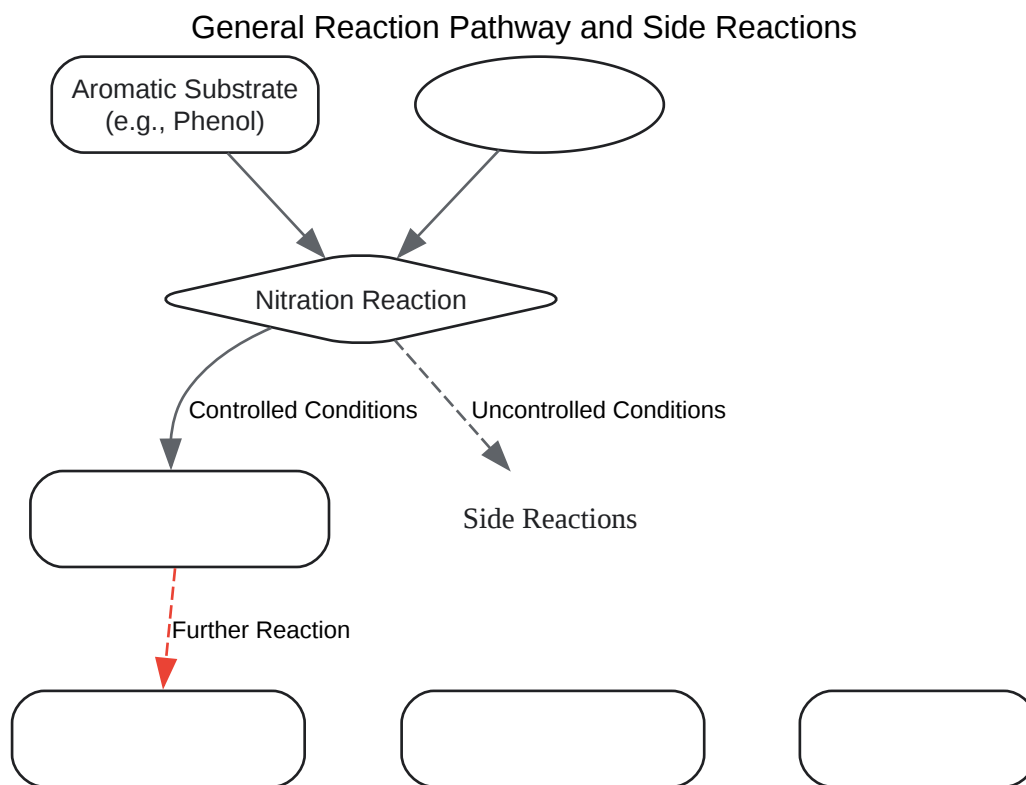 General Reaction Pathway and Side Reactions
Aromatic Substrate
(e.g., Phenol)
Nitration Reaction
Controlled Conditions
Uncontrolled Conditions
Side Reactions
Further Reaction